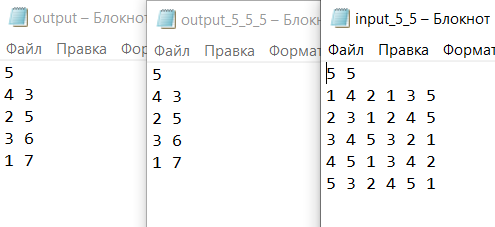 output – Блокнот
Файл Правка Формат
5
4 3
2 5
3 6
1 7
output_5_5_5 – Блокн
Файл Правка Формат
5
4 3
2 5
3 6
1 7
input_5_5 – Блокнот
Файл Правка Формат
5 5
1 4 2 1 3 5
2 3 1 2 4 5
3 4 5 3 2 1
4 5 1 3 4 2
5 3 2 4 5 1